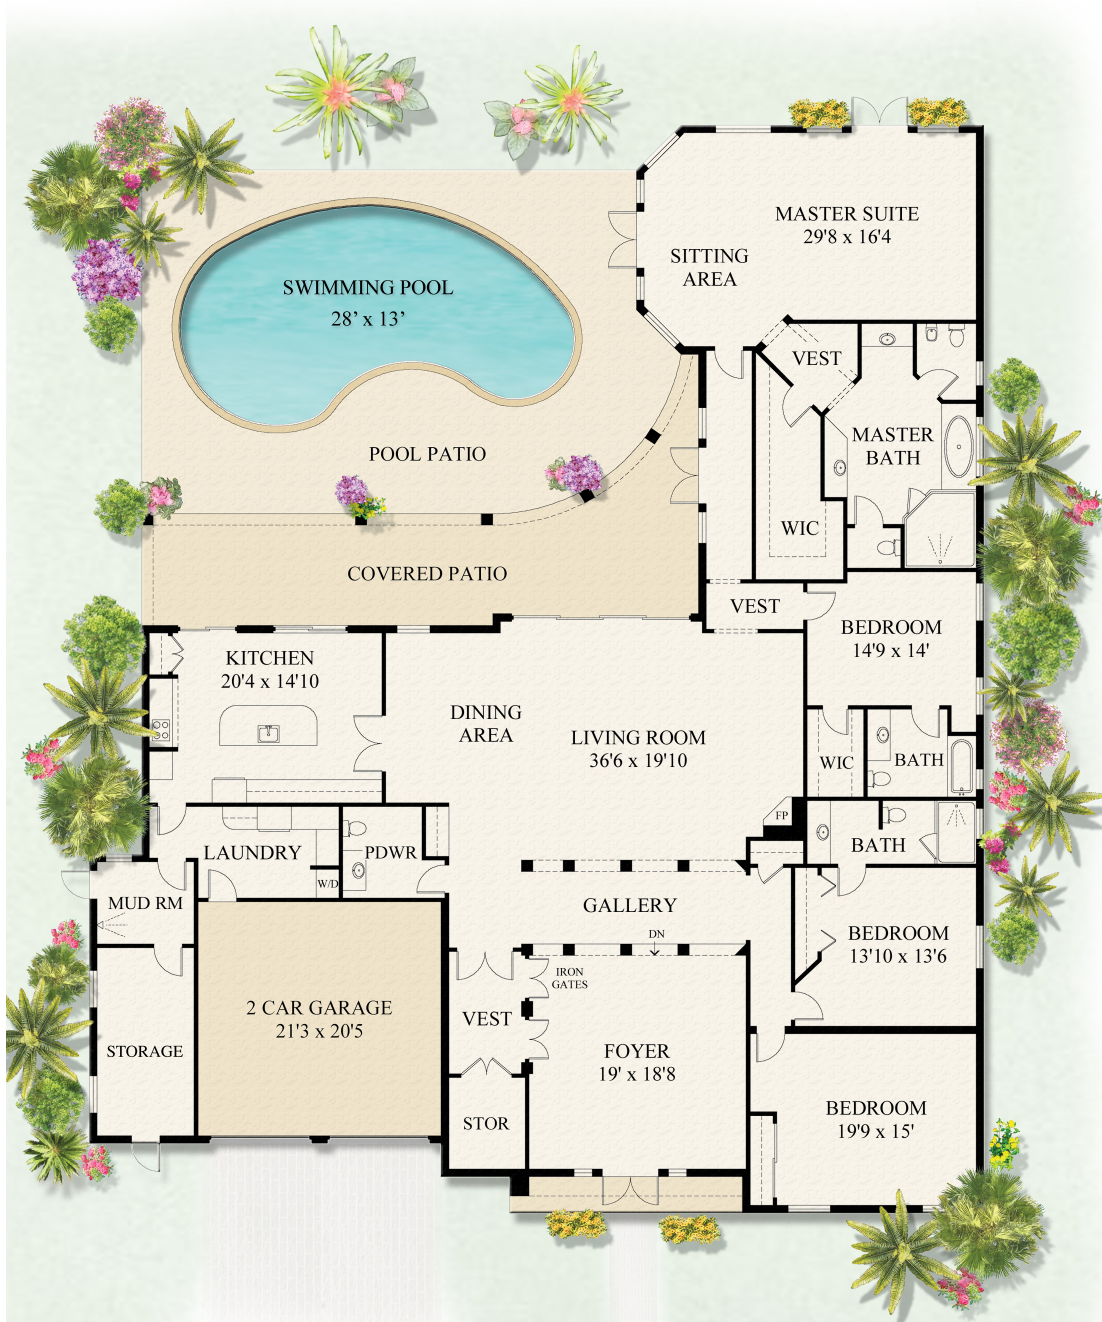 MASTER SUITE
29'8 x 16'4
SITTING
AREA
SWIMMING POOL
28' x 13'
VEST
MASTER
BATH
POOL PATIO
WIC
COVERED PATIO
VEST
BEDROOM
14'9 x 14'
KITCHEN
20'4 x 14'10
DINING
AREA
LIVING ROOM
36'6 x 19'10
WIC
BATH
FP
BATH
LAUNDRY
PDWR
W/D
MUD RM
GALLERY
DN
BEDROOM
13'10 x 13'6
IRON
GATES
2 CAR GARAGE
21'3 x 20'5
VEST
STORAGE
FOYER
19' x 18'8
STOR
BEDROOM
19'9 x 15'